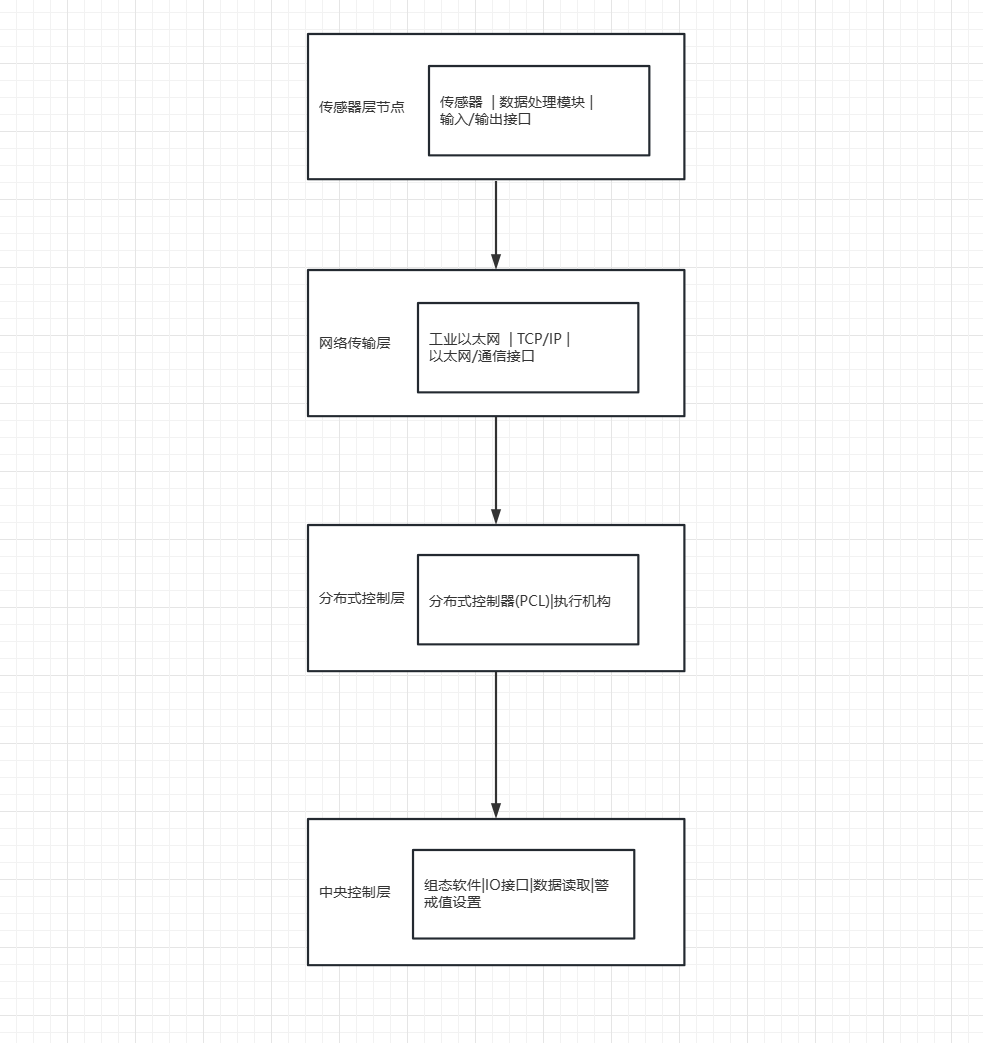 传感器层节点
传感器 | 数据处理模块 |
输入/输出接口
网络传输层
工业以太网 | TCP/IP |
以太网/通信接口
分布式控制层
分布式控制器(PCL)|执行机构
中央控制层
组态软件|IO接口|数据读取|警
戒值设置